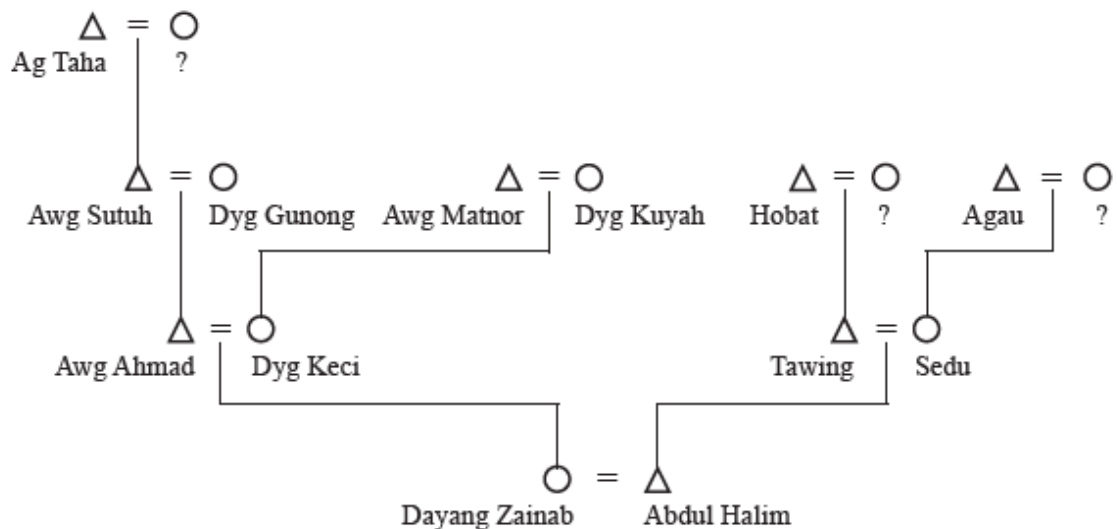 Ag Taha ?
Awg Sutuh Dyg Gunong Awg Matnor Dyg Kuyah Hobat ? Agau ?
Awg Ahmad Dyg Keci Tawing Sedu
Dayang Zainab Abdul Halim